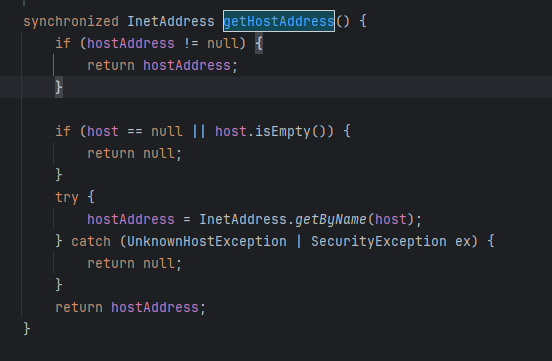 synchronized InetAddress getHostAddress() {
    if (hostAddress != null) {
        return hostAddress;
    }
    if (host == null || host.isEmpty()) {
        return null;
    }
    try {
        hostAddress = InetAddress.getByName(host);
    } catch (UnknownHostException | SecurityException ex) {
        return null;
    }
    return hostAddress;
}